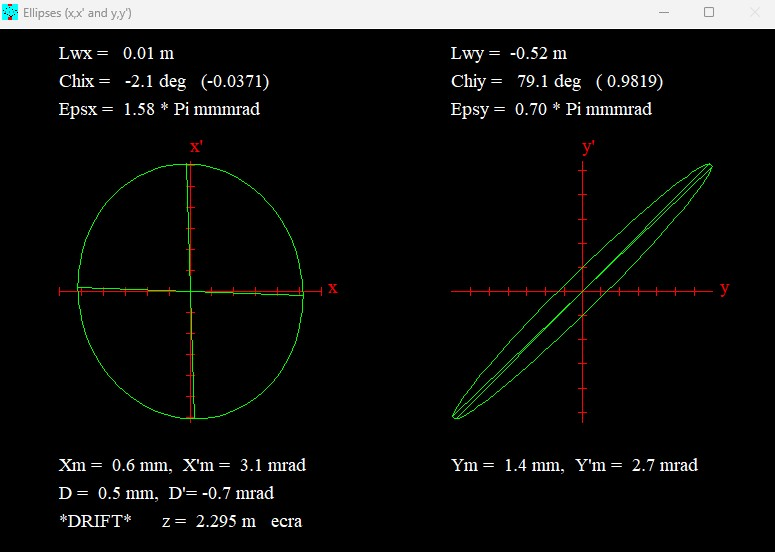 Ellipses (x,x' and y,y')
Lwx = 0.01 m
Chix = -2.1 deg (-0.0371)
Epsx = 1.58 * Pi mmmrad
Lwy = -0.52 m
Chiy = 79.1 deg ( 0.9819)
Epsy = 0.70 * Pi mmmrad
x'
x
y'
y
Xm = 0.6 mm, X'm = 3.1 mrad
D = 0.5 mm, D'= -0.7 mrad
*DRIFT* z = 2.295 m ecra
Ym = 1.4 mm, Y'm = 2.7 mrad